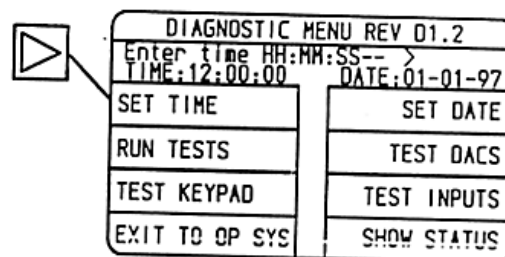 DIAGNOSTIC MENU REV 01.2
Enter time HH:MM:SS-- >
TIME:12:00:00 DATE:01-01-97
SET TIME SET DATE
RUN TESTS TEST DACS
TEST KEYPAD TEST INPUTS
EXIT TO OP SYS SHOW STATUS